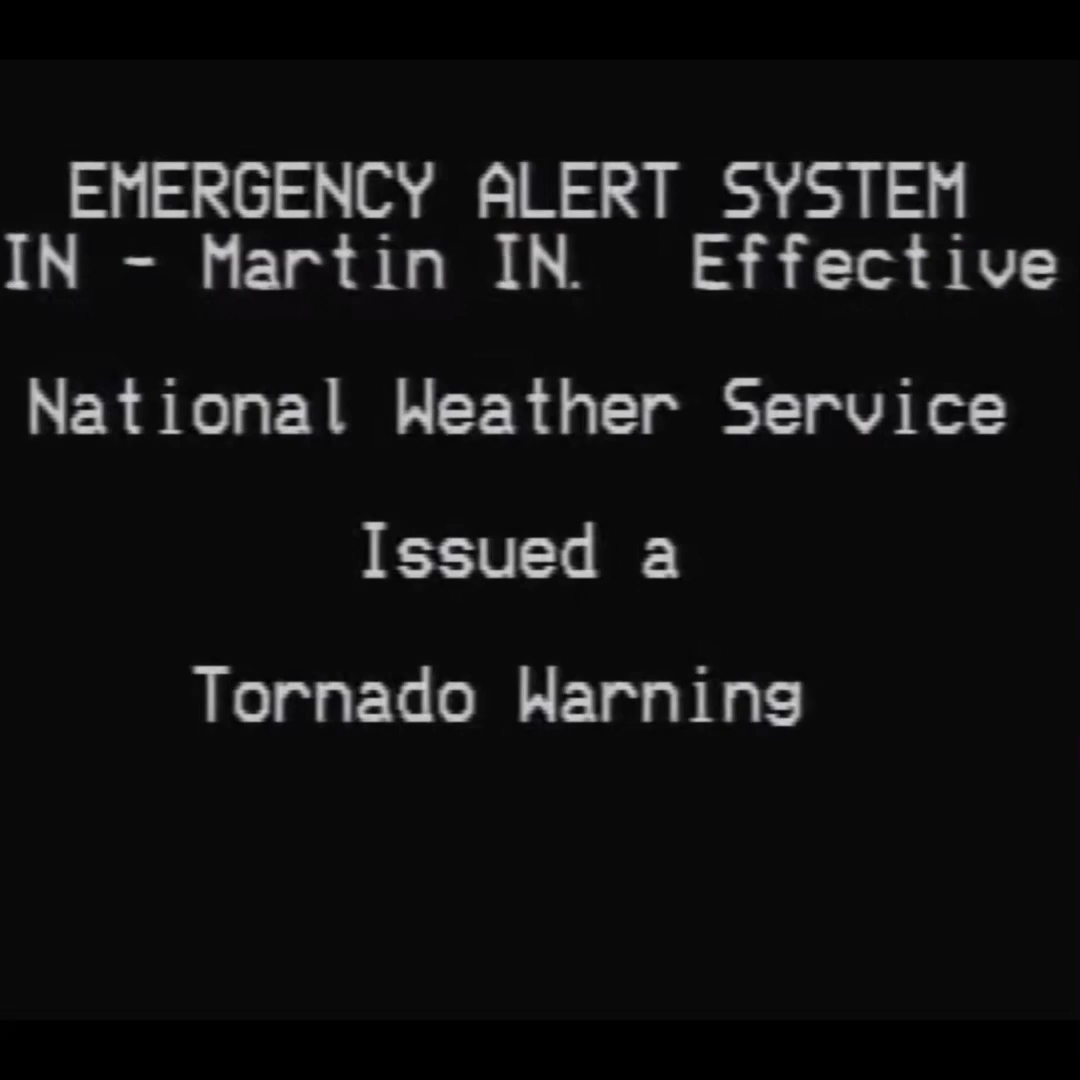 EMERGENCY ALERT SYSTEM
IN - Martin IN. Effective
National Weather Service
Issued a
Tornado Warning